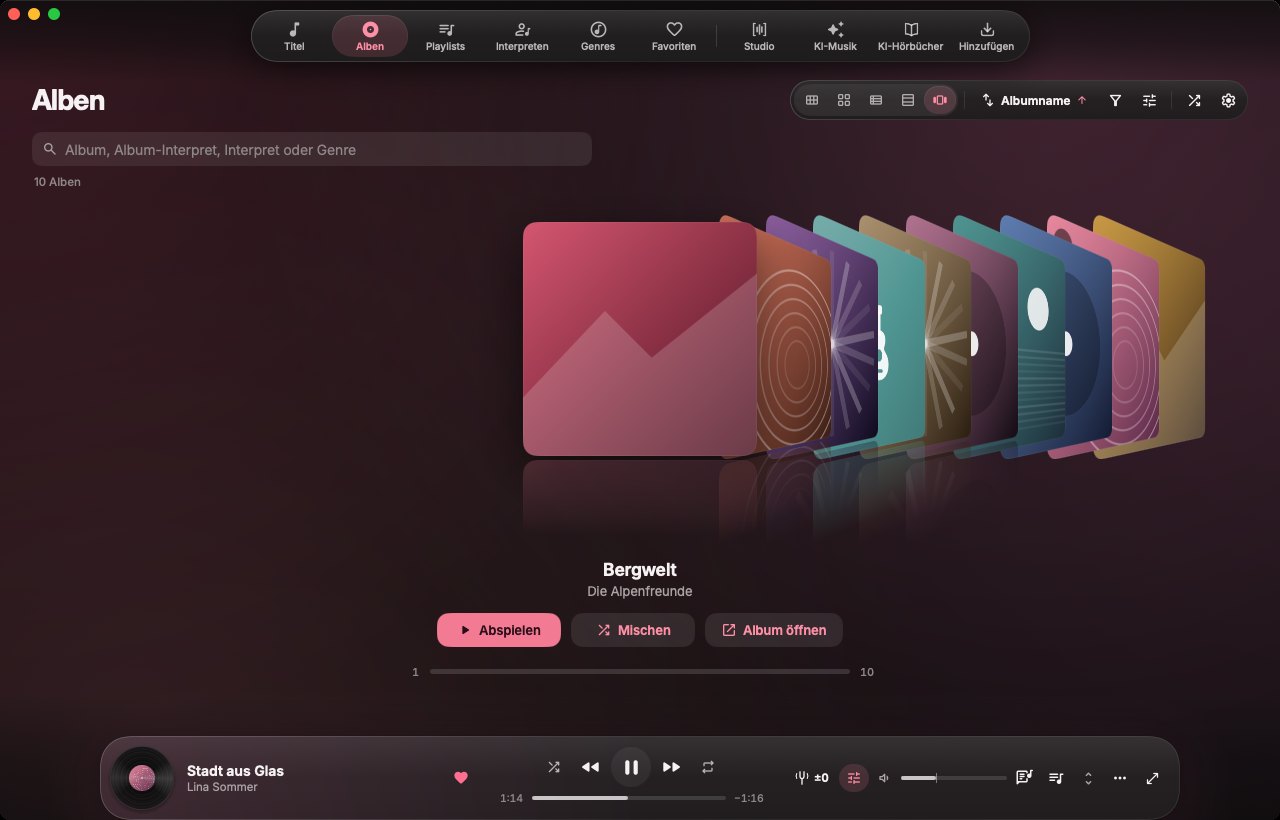 Titel
Alben
Playlists
Interpreten
Genres
Favoriten
Studio
KI-Musik
KI-Hörbücher
Hinzufügen
Alben
Albumname
Album, Album-Interpret, Interpret oder Genre
10 Alben
Bergwelt
Die Alpenfreunde
Abspielen
Mischen
Album öffnen
1
10
Stadt aus Glas
Lina Sommer
1:14
−1:16
±0